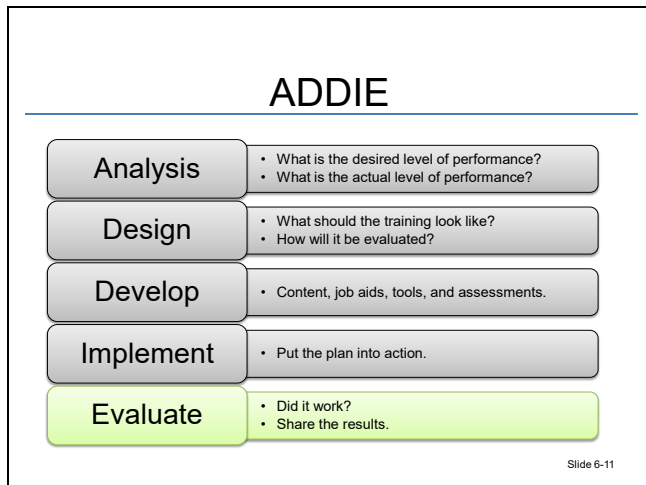 ADDIE
Analysis
• What is the desired level of performance?
• What is the actual level of performance?
Design
• What should the training look like?
• How will it be evaluated?
Develop
• Content, job aids, tools, and assessments.
Implement
• Put the plan into action.
Evaluate
• Did it work?
• Share the results.
Slide 6-11